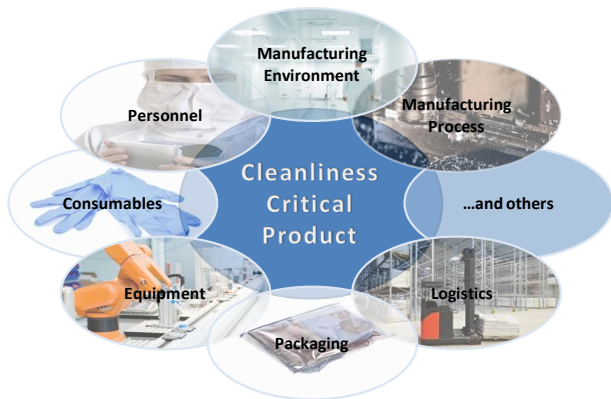 Manufacturing
Environment
Personnel
Manufacturing
Process
Cleanliness
Critical
Product
Consumables
...and others
Equipment
Logistics
Packaging